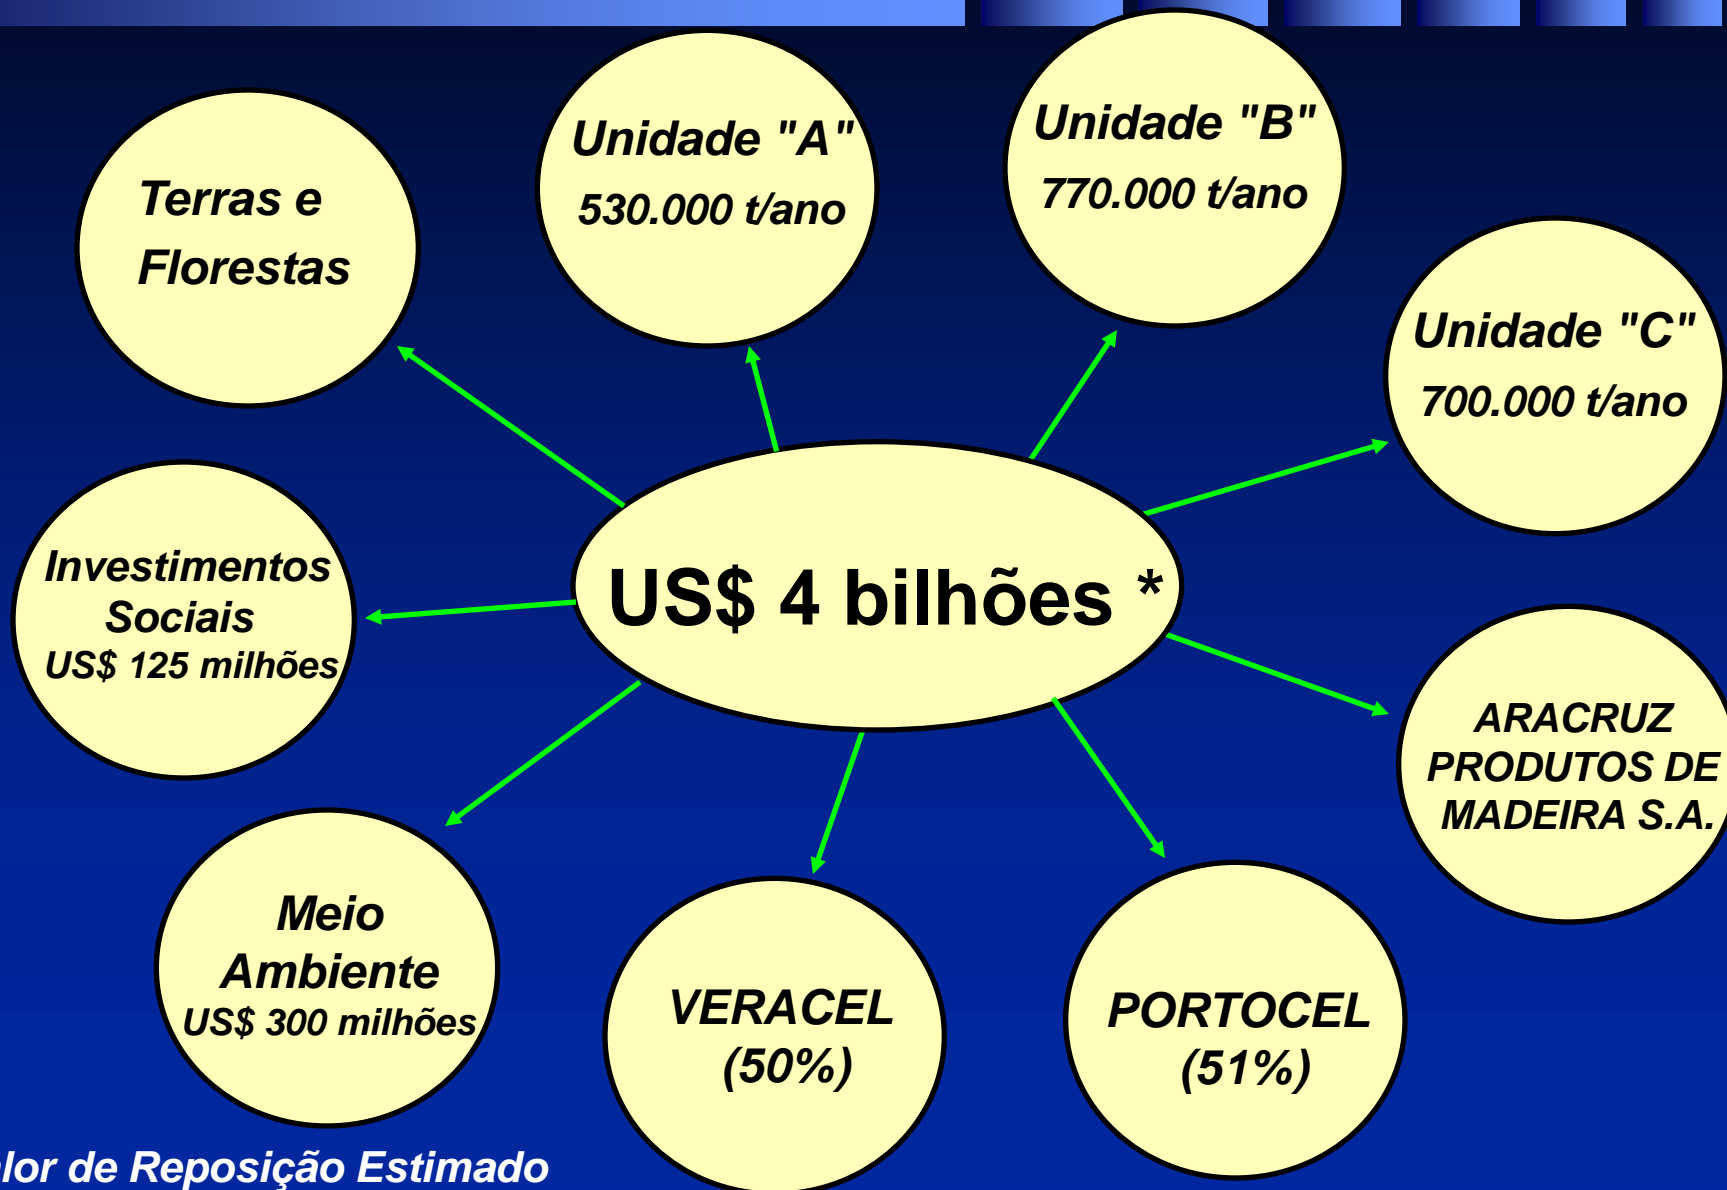 Unidade "A"
530.000 t/ano
Unidade "B"
770.000 t/ano
Terras e
Florestas
Unidade "C"
700.000 t/ano
Investimentos
Sociais
US$ 125 milhões
US$ 4 bilhões *
ARACRUZ
PRODUTOS DE
MADEIRA S.A.
Meio
Ambiente
US$ 300 milhões
VERACEL
(50%)
PORTOCEL
(51%)
de Reposição Estimado